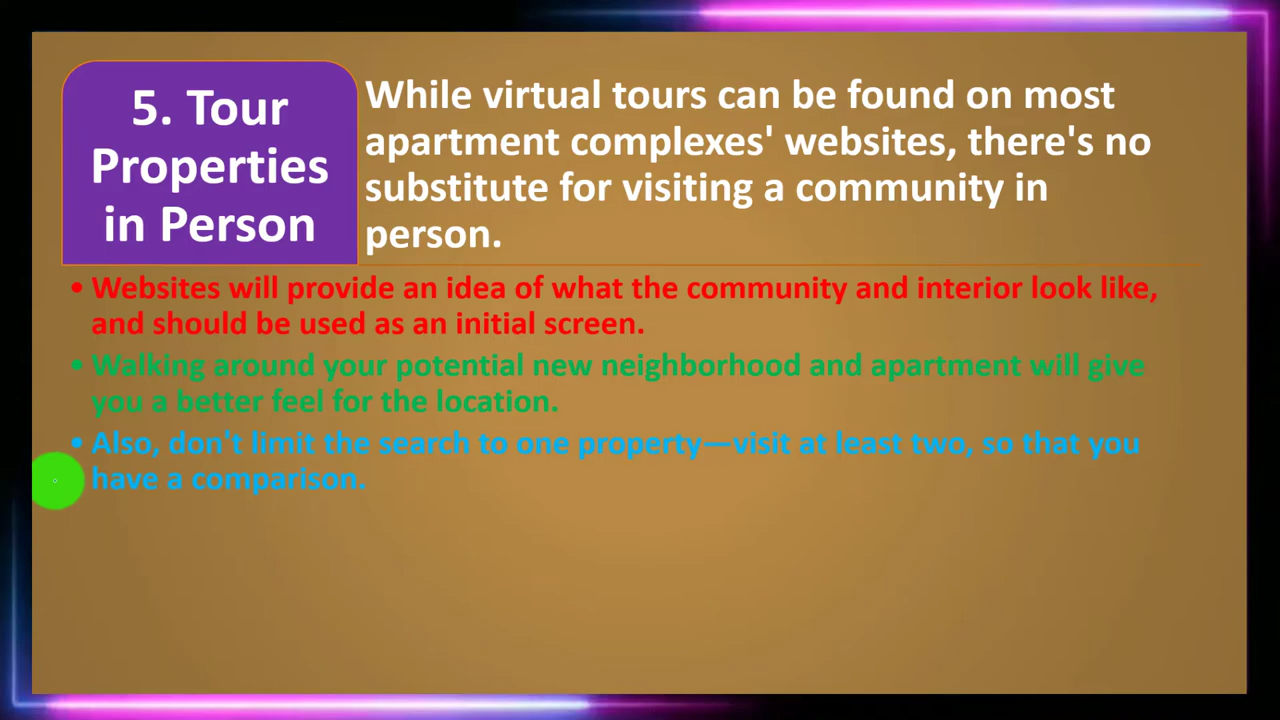 5. Tour
Properties
in Person
While virtual tours can be found on most
apartment complexes' websites, there's no
substitute for visiting a community in
person.
• Websites will provide an idea of what the community and interior look like,
and should be used as an initial screen.
• Walking around your potential new neighborhood and apartment will give
you a better feel for the location.
• Also, don't limit the search to one property—visit at least two, so that you
have a comparison.